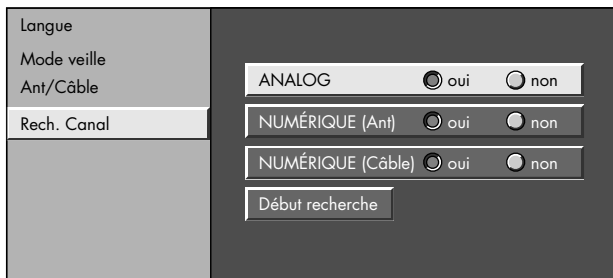 Langue
Mode veille
Ant/Câble
Rech. Canal
ANALOG oui non
NUMÉRIQUE (Ant) oui non
NUMÉRIQUE (Câble) oui non
Début recherche